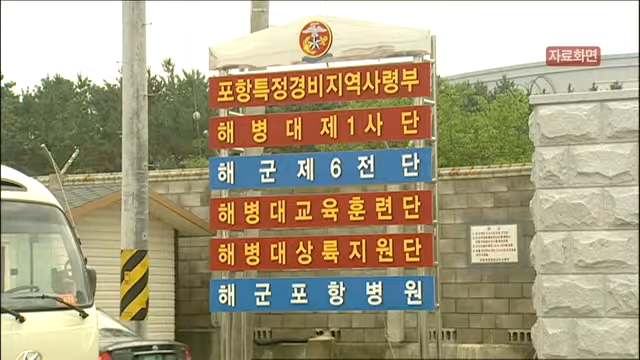 자료화면
포항특정경비지역사령부
해병대제1사단
해군제6전단
해병대교육훈련단
해병대상륙지원단
해군포항병원